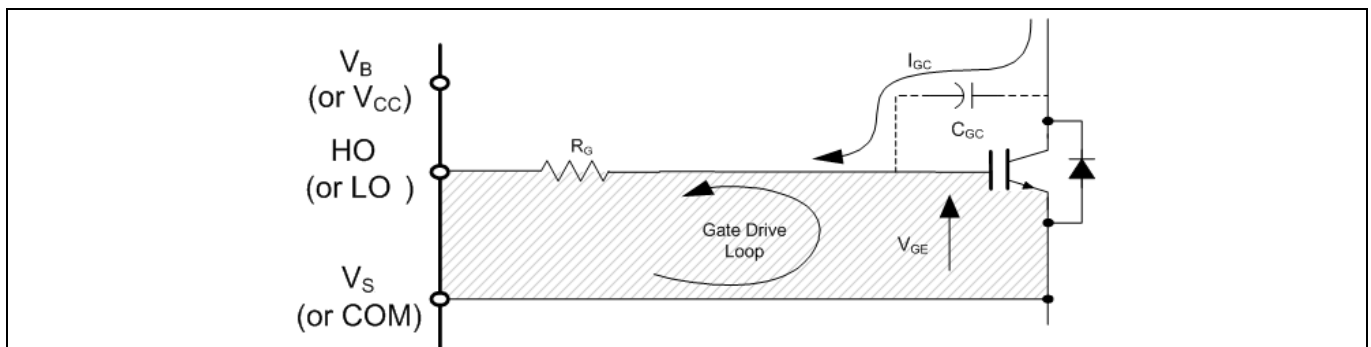 V_B
(or V_CC)
HO
(or LO )
V_S
(or COM)
R_G
I_GC
C_GC
Gate Drive
Loop
V_GE